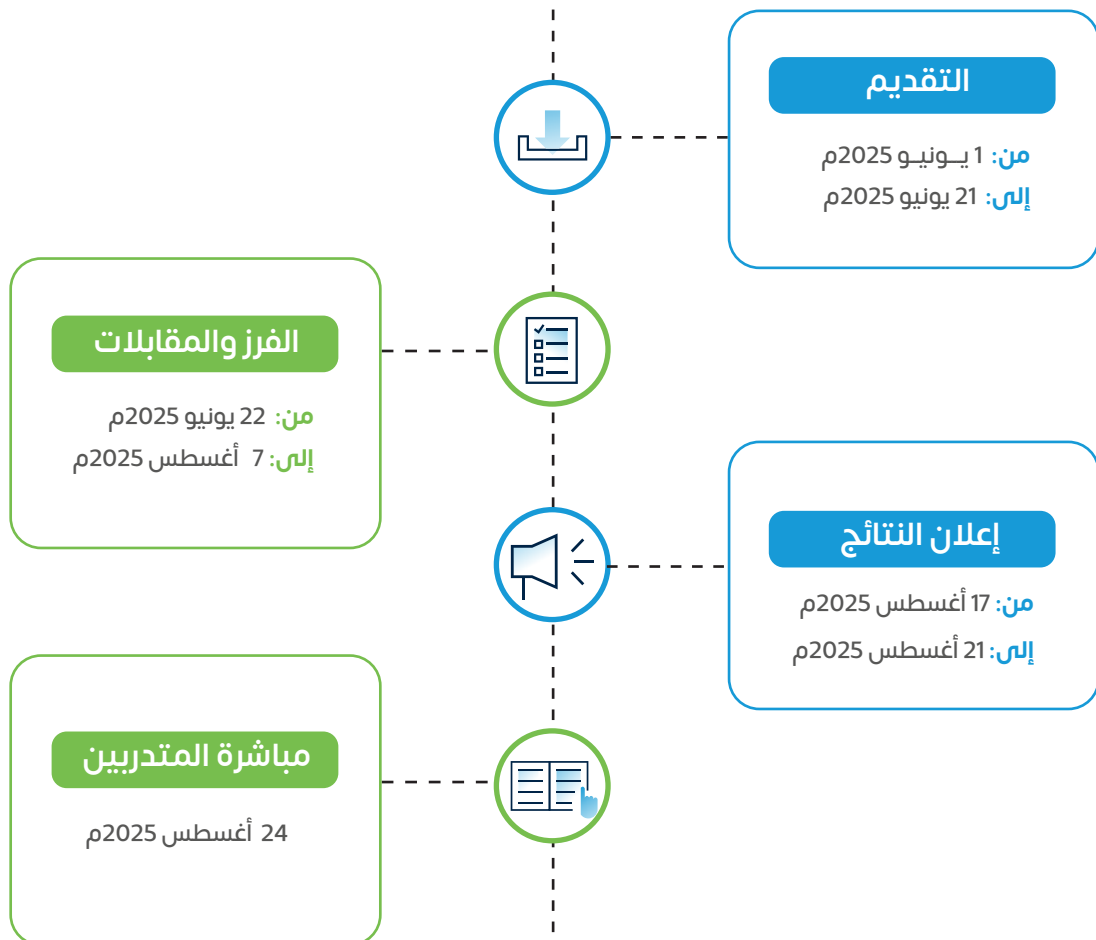 التقديم
من: 1 يــونيــو 2025م
إلى: 21 يونيو 2025م
الفرز والمقابلات
من: 22 يونيو 2025م
إلى: 7 أغسطس 2025م
إعلان النتائج
من: 17 أغسطس 2025م
إلى: 21 أغسطس 2025م
مباشرة المتدربين
24 أغسطس 2025م